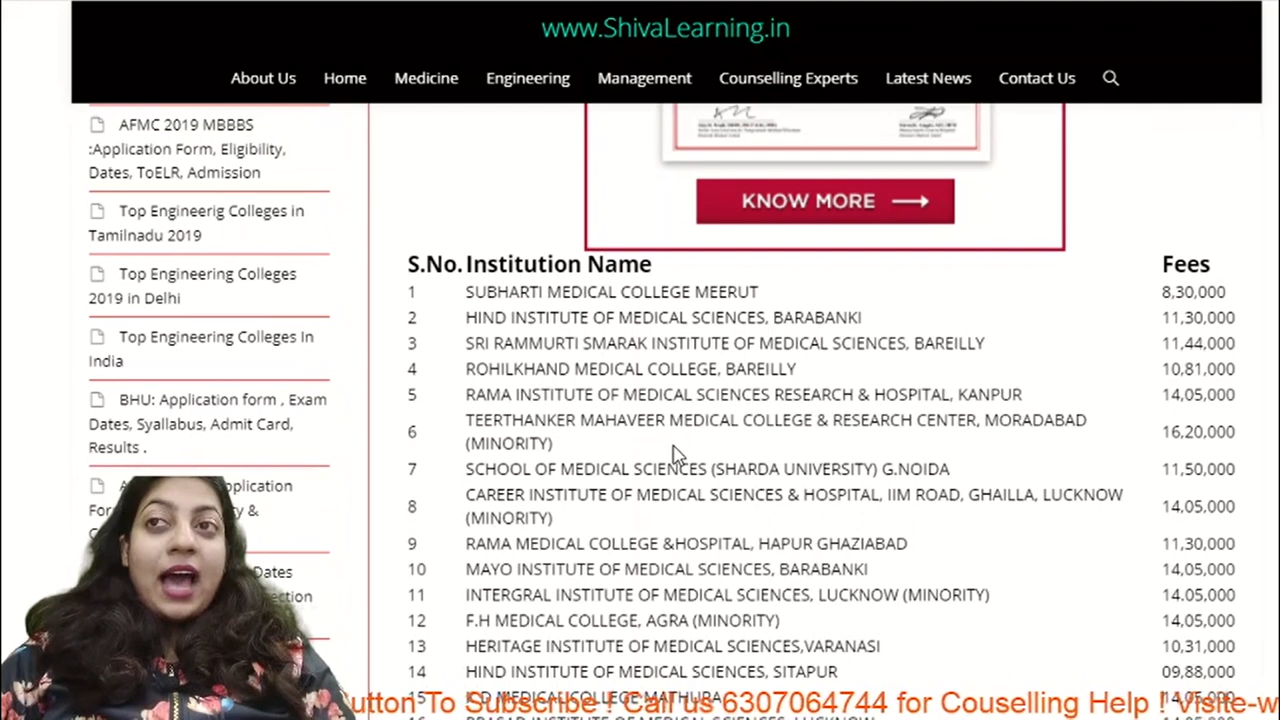 www.ShivaLearning.in
About Us Home Medicine Engineering Management Counselling Experts Latest News Contact Us
AFMC 2019 MBBBS
:Application Form, Eligibility,
Dates, ToELR, Admission
Top Engineerig Colleges in
Tamilnadu 2019
Top Engineering Colleges
2019 in Delhi
Top Engineering Colleges In
India
BHU: Application form , Exam
Dates, Syallabus, Admit Card,
Results .
KNOW MORE
S.No. Institution Name Fees
1 SUBHARTI MEDICAL COLLEGE MEERUT 8,30,000
2 HIND INSTITUTE OF MEDICAL SCIENCES, BARABANKI 11,30,000
3 SRI RAMMURTI SMARAK INSTITUTE OF MEDICAL SCIENCES, BAREILLY 11,44,000
4 ROHILKHAND MEDICAL COLLEGE, BAREILLY 10,81,000
5 RAMA INSTITUTE OF MEDICAL SCIENCES RESEARCH & HOSPITAL, KANPUR 14,05,000
6 TEERTHANKER MAHAVEER MEDICAL COLLEGE & RESEARCH CENTER, MORADABAD
(MINORITY) 16,20,000
7 SCHOOL OF MEDICAL SCIENCES (SHARDA UNIVERSITY) G.NOIDA 11,50,000
8 CAREER INSTITUTE OF MEDICAL SCIENCES & HOSPITAL, IIM ROAD, GHAILLA, LUCKNOW
(MINORITY) 14,05,000
9 RAMA MEDICAL COLLEGE &HOSPITAL, HAPUR GHAZIABAD 11,30,000
10 MAYO INSTITUTE OF MEDICAL SCIENCES, BARABANKI 14,05,000
11 INTERGRAL INSTITUTE OF MEDICAL SCIENCES, LUCKNOW (MINORITY) 14,05,000
12 F.H MEDICAL COLLEGE, AGRA (MINORITY) 14,05,000
13 HERITAGE INSTITUTE OF MEDICAL SCIENCES,VARANASI 10,31,000
14 HIND INSTITUTE OF MEDICAL SCIENCES, SITAPUR 09,88,000
15 K D MEDICAL COLLEGE MATHURA 14,05,000
utton To Subscribe ! Call us 6307064744 for Couselling Help ! Visite-w